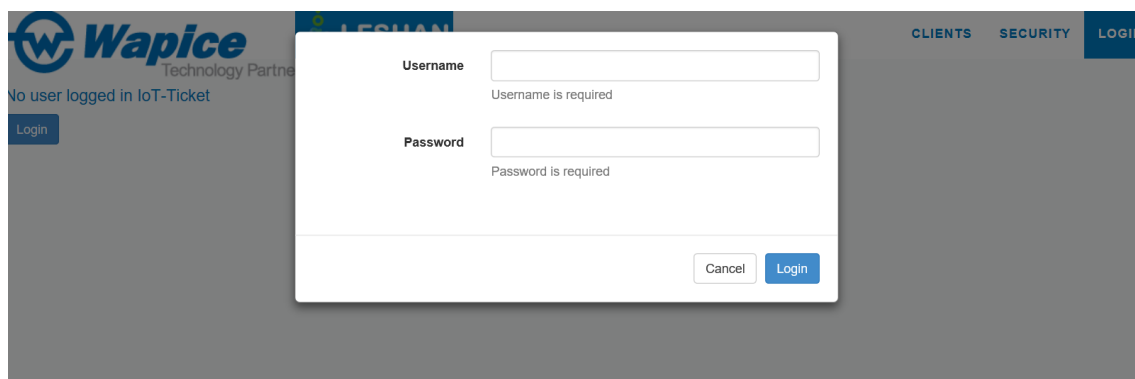 Wapice
Technology Partne
LESHAN
CLIENTS SECURITY LOGI
No user logged in IoT-Ticket
Login
Username
Username is required
Password
Password is required
Cancel Login